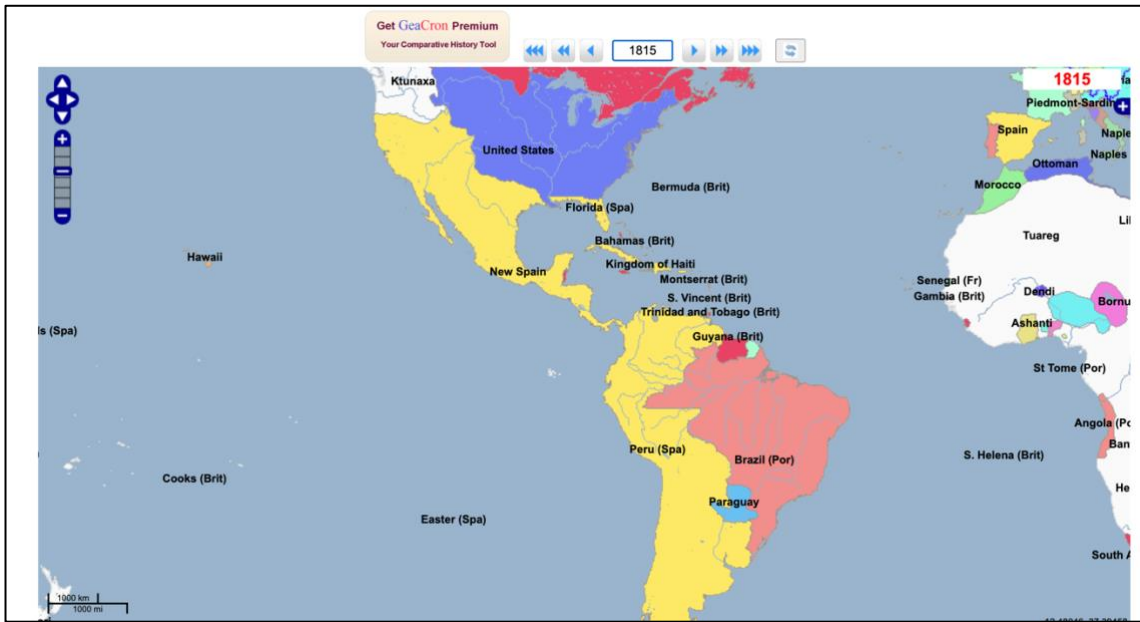 Get GeaCron Premium
Your Comparative History Tool
1815
1815
Ktunaxa
Piedmont-Sardin
Spain
Naple
United States
Ottoman
Naples
Morocco
Bermuda (Brit)
Florida (Spa)
Tuareg
Bahamas (Brit)
Hawaii
Kingdom of Haiti
New Spain
Montserrat (Brit)
Senegal (Fr)
Dendi
S. Vincent (Brit)
Gambia (Brit)
Bornu
Trinidad and Tobago (Brit)
Ashanti
ls (Spa)
Guyana (Brit)
St Tome (Por)
Angola (Po
Peru (Spa)
Brazil (Por)
Ban
S. Helena (Brit)
Cooks (Brit)
He
Paraguay
Easter (Spa)
South A
1000 km
1000 mi